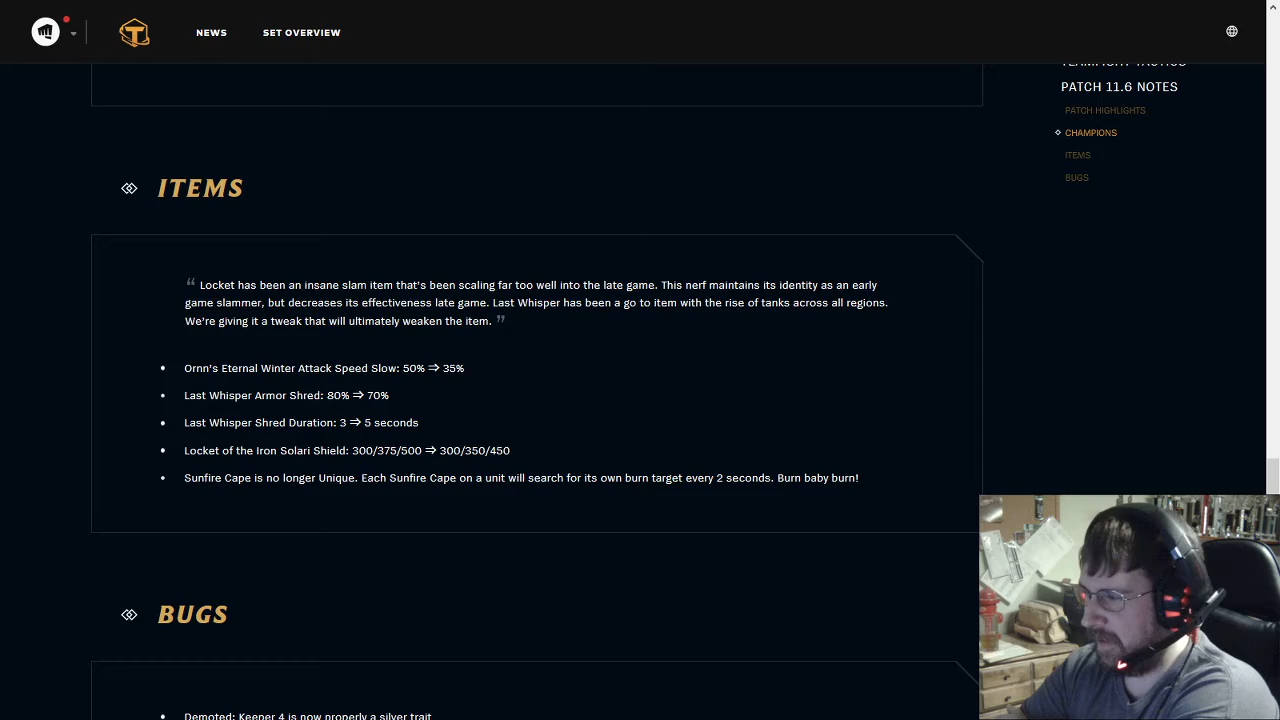 NEWS
SET OVERVIEW
TEAMFIGHT TACTICS
PATCH 11.6 NOTES
PATCH HIGHLIGHTS
CHAMPIONS
ITEMS
BUGS
ITEMS
“ Locket has been an insane slam item that’s been scaling far too well into the late game. This nerf maintains its identity as an early
game slammer, but decreases its effectiveness late game. Last Whisper has been a go to item with the rise of tanks across all regions.
We’re giving it a tweak that will ultimately weaken the item. ”
• Ornn’s Eternal Winter Attack Speed Slow: 50% ⇒ 35%
• Last Whisper Armor Shred: 80% ⇒ 70%
• Last Whisper Shred Duration: 3 ⇒ 5 seconds
• Locket of the Iron Solari Shield: 300/375/500 ⇒ 300/350/450
• Sunfire Cape is no longer Unique. Each Sunfire Cape on a unit will search for its own burn target every 2 seconds. Burn baby burn!
BUGS
• Demoted: Keeper 4 is now properly a silver trait